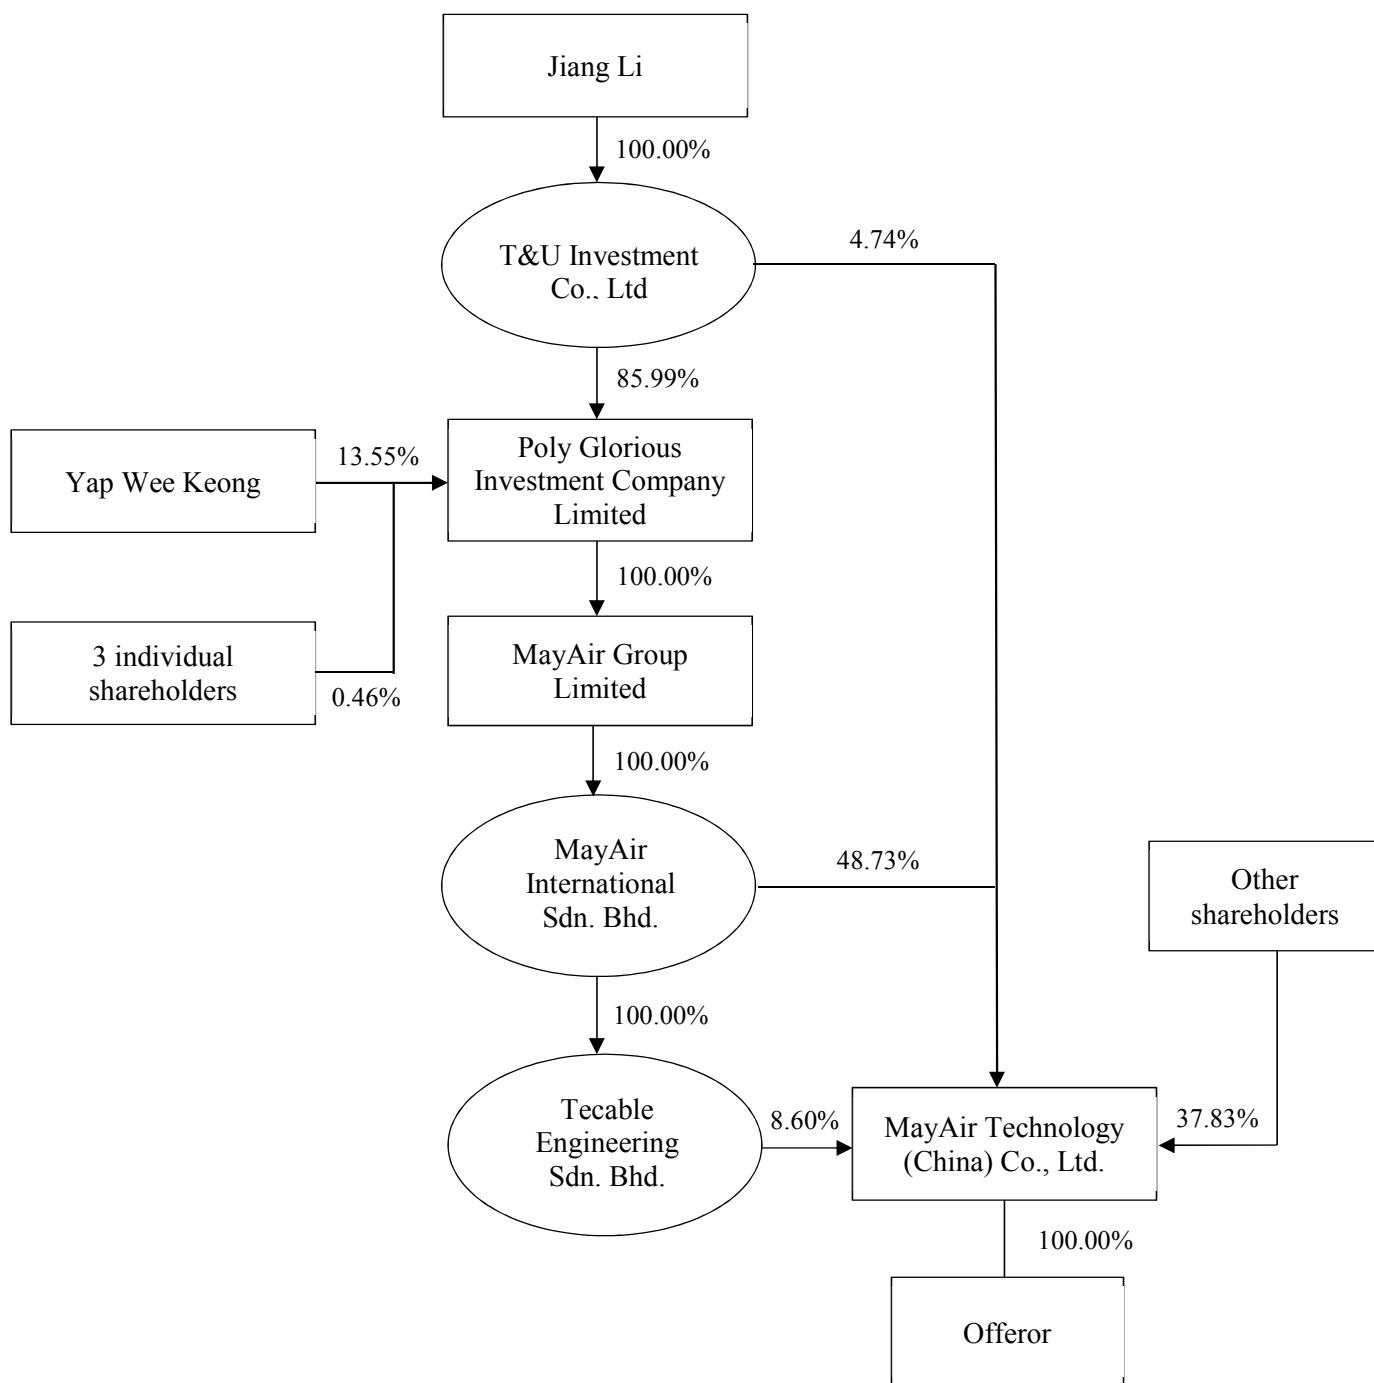 Jiang Li
100.00%
T&U Investment
Co., Ltd
4.74%
85.99%
Yap Wee Keong
13.55%
Poly Glorious
Investment Company
Limited
100.00%
3 individual
shareholders
0.46%
MayAir Group
Limited
100.00%
MayAir
International
Sdn. Bhd.
48.73%
Other
shareholders
100.00%
Tecable
Engineering
Sdn. Bhd.
8.60%
MayAir Technology
(China) Co., Ltd.
37.83%
100.00%
Offeror